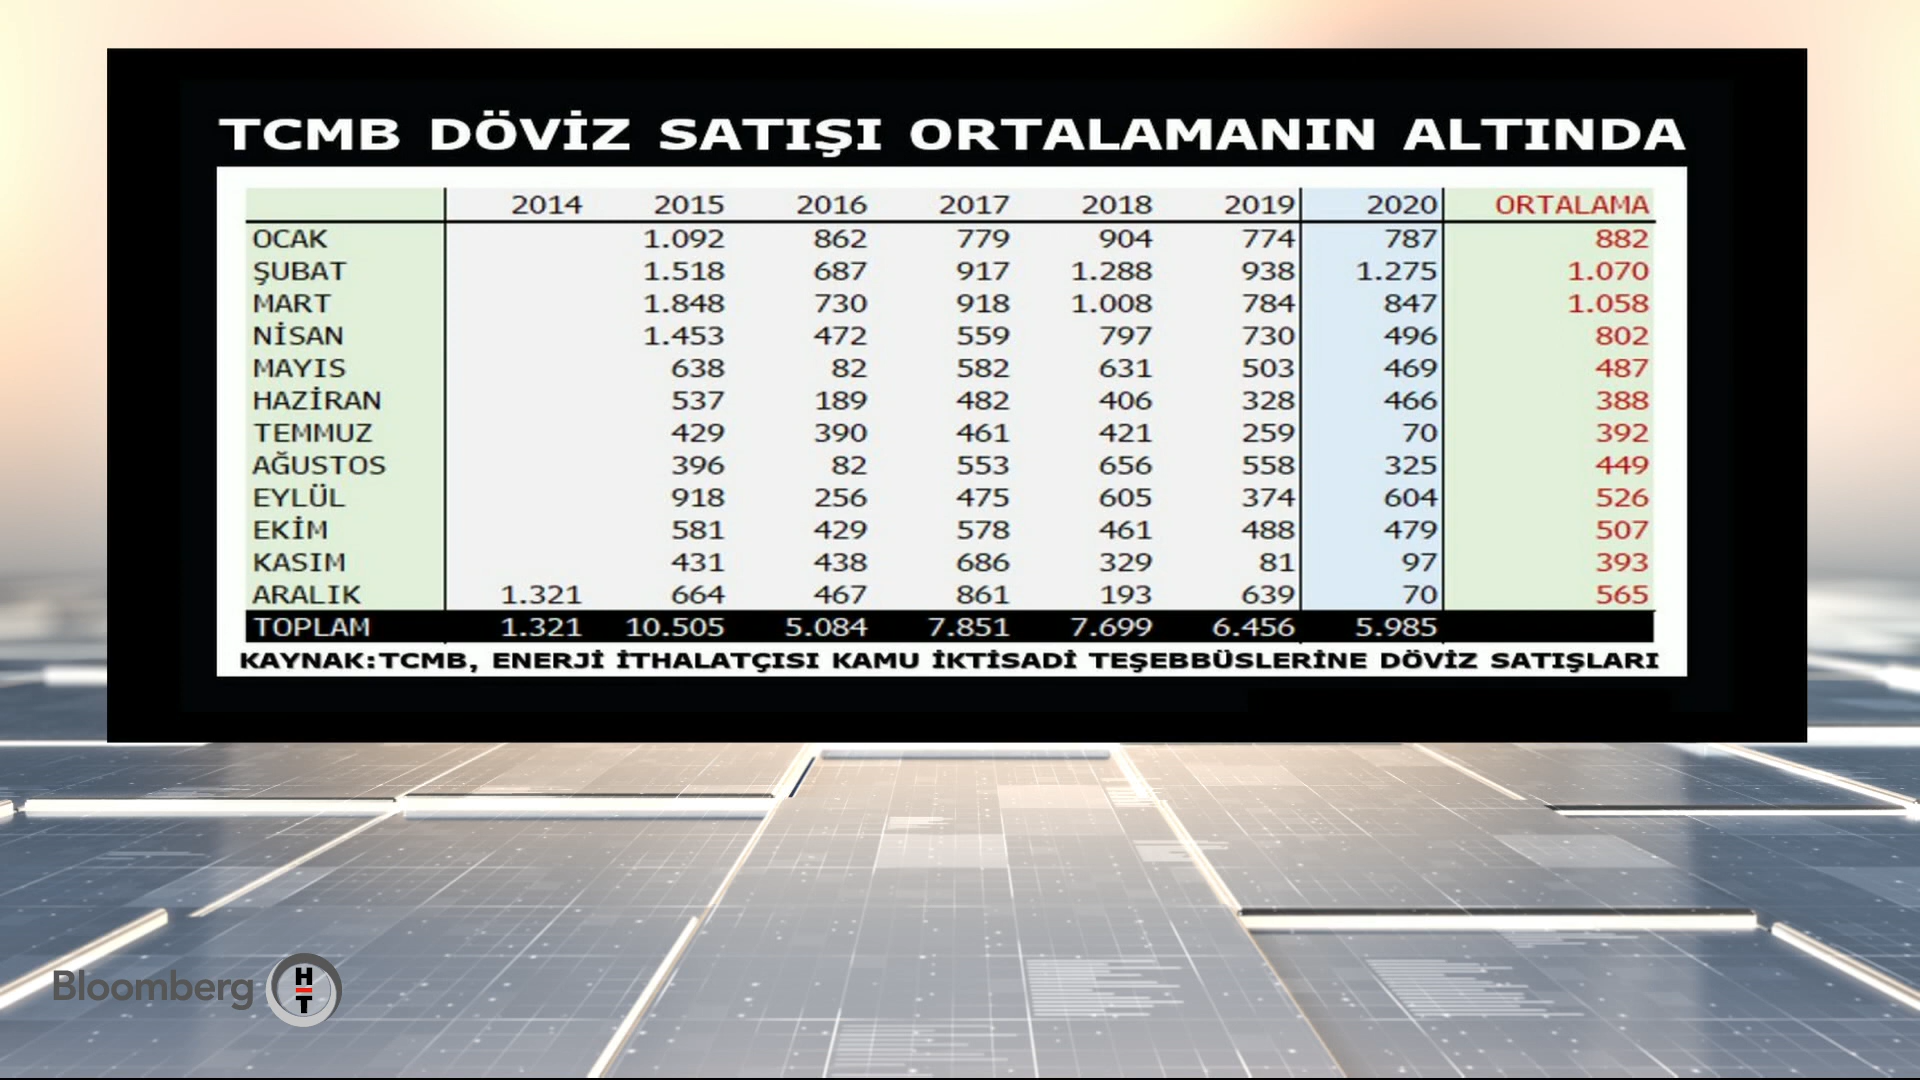 TCMB DÖVİZ SATIŞI ORTALAMANIN ALTINDA
2014 2015 2016 2017 2018 2019 2020 ORTALAMA
OCAK 1.092 862 779 904 774 787 882
ŞUBAT 1.518 687 917 1.288 938 1.275 1.070
MART 1.848 730 918 1.008 784 847 1.058
NİSAN 1.453 472 559 797 730 496 802
MAYIS 638 82 582 631 503 469 487
HAZİRAN 537 189 482 406 328 466 388
TEMMUZ 429 390 461 421 259 70 392
AĞUSTOS 396 82 553 656 558 325 449
EYLÜL 918 256 475 605 374 604 526
EKİM 581 429 578 461 488 479 507
KASIM 431 438 686 329 81 97 393
ARALIK 1.321 664 467 861 193 639 70 565
TOPLAM 1.321 10.505 5.084 7.851 7.699 6.456 5.985
KAYNAK:TCMB, ENERJİ İTHALATÇISI KAMU İKTİSADİ TEŞEBBÜSLERİNE DÖVİZ SATIŞLARI
Bloomberg HT